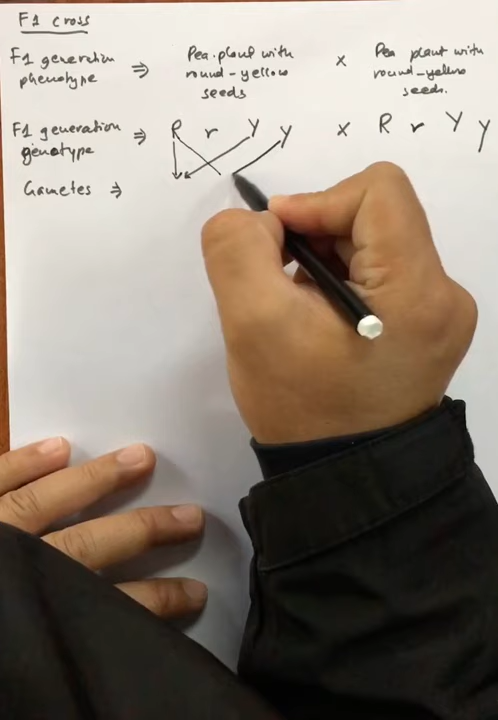 F1 cross
F1 generation phenotype ⇒ Pea plant with round-yellow seeds × Pea plant with round-yellow seeds.
F1 generation genotype ⇒ R r Y y × R r Y y
Gametes ⇒